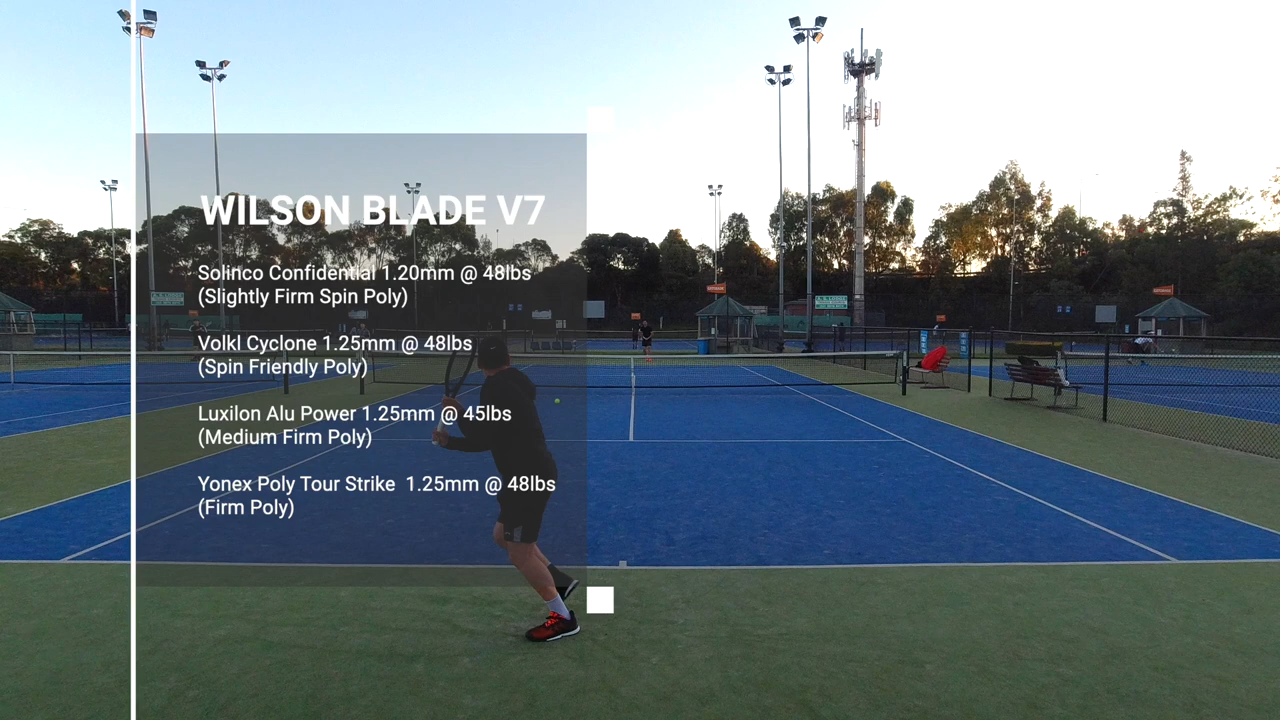 WILSON BLADE V7
Solinco Confidential 1.20mm @ 48lbs
(Slightly Firm Spin Poly)
Volkl Cyclone 1.25mm @ 48lbs
(Spin Friendly Poly)
Luxilon Alu Power 1.25mm @ 45lbs
(Medium Firm Poly)
Yonex Poly Tour Strike 1.25mm @ 48lbs
(Firm Poly)